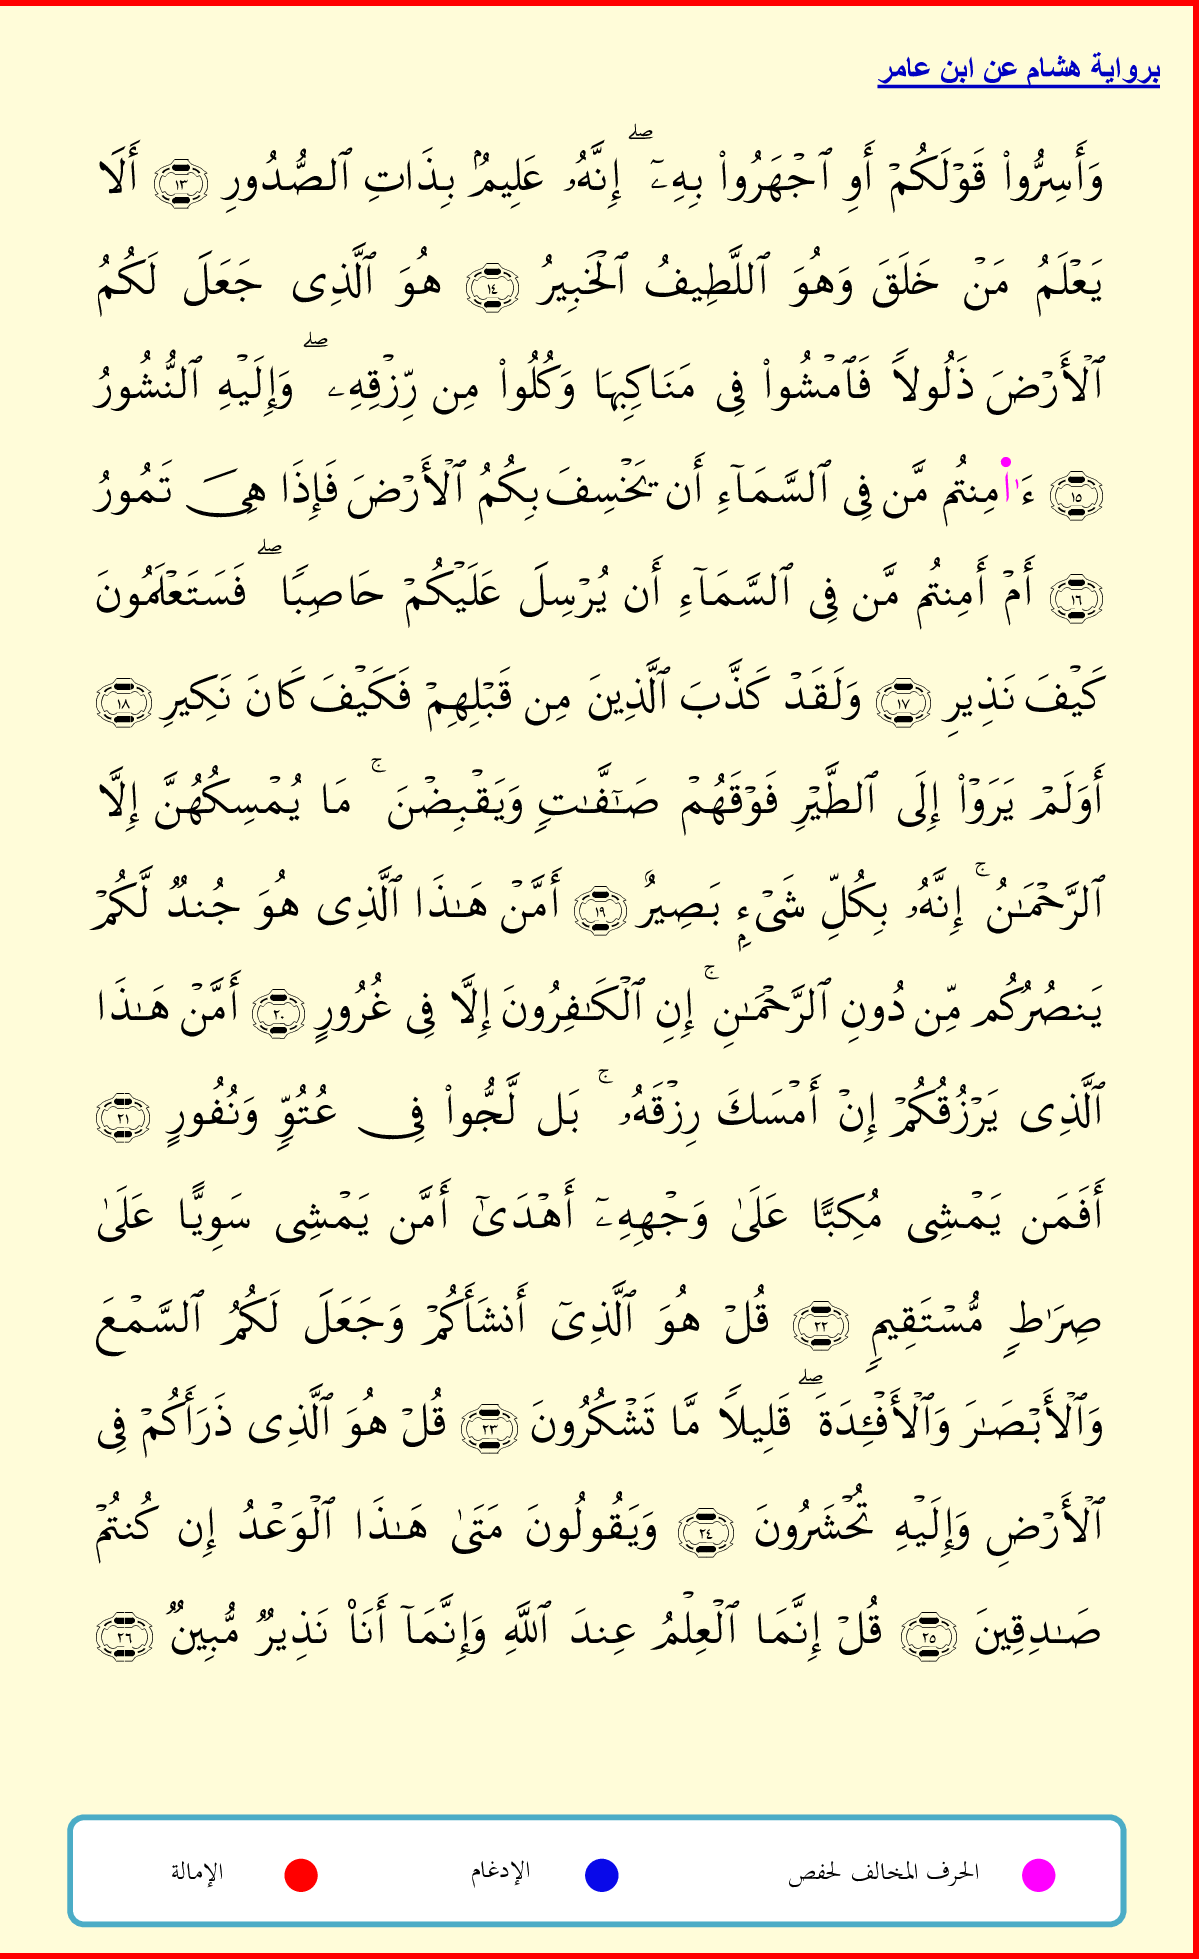 برواية هشام عن ابن عامر
وَأَسِرُّوا۟ قَوْلَكُمْ أَوِ ٱجْهَرُوا۟ بِهِۦٓ ۖ إِنَّهُۥ عَلِيمٌۢ بِذَاتِ ٱلصُّدُورِ ١٣ أَلَا
يَعْلَمُ مَنْ خَلَقَ وَهُوَ ٱللَّطِيفُ ٱلْخَبِيرُ ١٤ هُوَ ٱلَّذِى جَعَلَ لَكُمُ
ٱلْأَرْضَ ذَلُولًا فَٱمْشُوا۟ فِى مَنَاكِبِهَا وَكُلُوا۟ مِن رِّزْقِهِۦ ۖ وَإِلَيْهِ ٱلنُّشُورُ
١٥ ءَا۬مِنتُم مَّن فِى ٱلسَّمَآءِ أَن يَخْسِفَ بِكُمُ ٱلْأَرْضَ فَإِذَا هِىَ تَمُورُ
١٦ أَمْ أَمِنتُم مَّن فِى ٱلسَّمَآءِ أَن يُرْسِلَ عَلَيْكُمْ حَاصِبًا ۖ فَسَتَعْلَمُونَ
كَيْفَ نَذِيرِ ١٧ وَلَقَدْ كَذَّبَ ٱلَّذِينَ مِن قَبْلِهِمْ فَكَيْفَ كَانَ نَكِيرِ ١٨
أَوَلَمْ يَرَوْا۟ إِلَى ٱلطَّيْرِ فَوْقَهُمْ صَـٰٓفَّـٰتٍ وَيَقْبِضْنَ ۚ مَا يُمْسِكُهُنَّ إِلَّا
ٱلرَّحْمَـٰنُ ۚ إِنَّهُۥ بِكُلِّ شَىْءٍۭ بَصِيرٌ ١٩ أَمَّنْ هَـٰذَا ٱلَّذِى هُوَ جُندٌ لَّكُمْ
يَنصُرُكُم مِّن دُونِ ٱلرَّحْمَـٰنِ ۚ إِنِ ٱلْكَـٰفِرُونَ إِلَّا فِى غُرُورٍ ٢٠ أَمَّنْ هَـٰذَا
ٱلَّذِى يَرْزُقُكُمْ إِنْ أَمْسَكَ رِزْقَهُۥ ۚ بَل لَّجُّوا۟ فِى عُتُوٍّ وَنُفُورٍ ٢١
أَفَمَن يَمْشِى مُكِبًّا عَلَىٰ وَجْهِهِۦٓ أَهْدَىٰٓ أَمَّن يَمْشِى سَوِيًّا عَلَىٰ
صِرَٰطٍ مُّسْتَقِيمٍ ٢٢ قُلْ هُوَ ٱلَّذِىٓ أَنشَأَكُمْ وَجَعَلَ لَكُمُ ٱلسَّمْعَ
وَٱلْأَبْصَـٰرَ وَٱلْأَفْـِٔدَةَ ۖ قَلِيلًا مَّا تَشْكُرُونَ ٢٣ قُلْ هُوَ ٱلَّذِى ذَرَأَكُمْ فِى
ٱلْأَرْضِ وَإِلَيْهِ تُحْشَرُونَ ٢٤ وَيَقُولُونَ مَتَىٰ هَـٰذَا ٱلْوَعْدُ إِن كُنتُمْ
صَـٰدِقِينَ ٢٥ قُلْ إِنَّمَا ٱلْعِلْمُ عِندَ ٱللَّهِ وَإِنَّمَآ أَنَا۠ نَذِيرٌ مُّبِينٌ ٢٦
الحرف المخالف لحفص الإدغام الإمالة